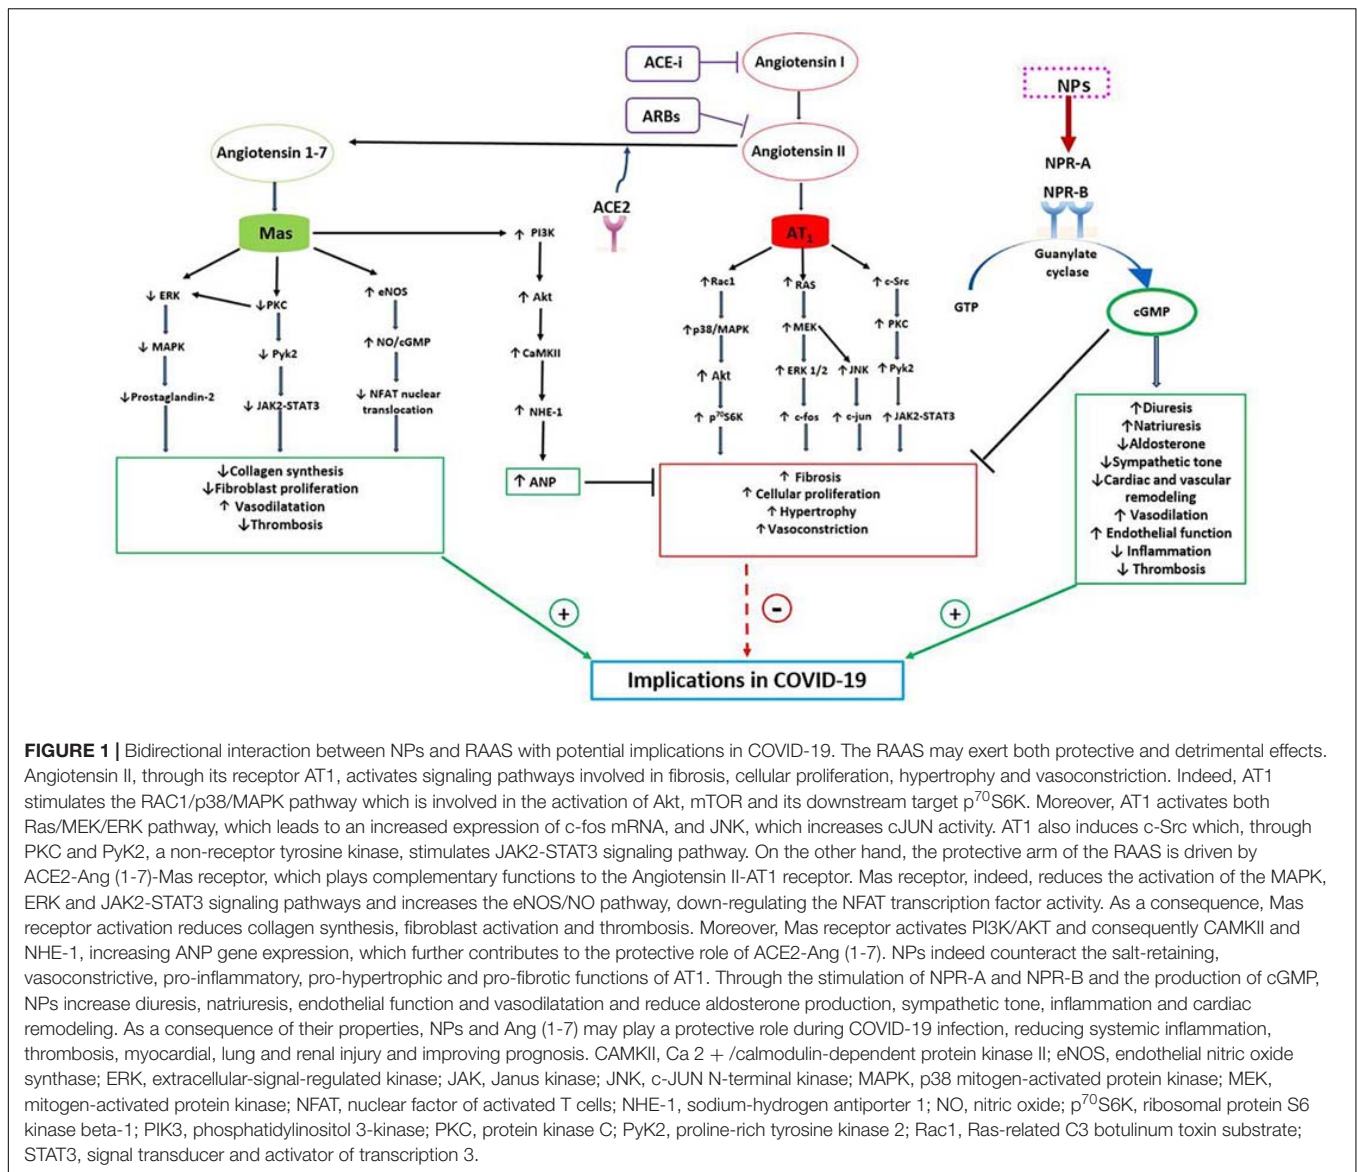 ACE-i
Angiotensin I
ARBs
Angiotensin II
Angiotensin 1-7
ACE2
NPs
NPR-A
NPR-B
Guanylate
cyclase
GTP
cGMP
Mas
AT1
↓ ERK
↓PKC
↑ eNOS
↓ MAPK
↓ Pyk2
↑ NO/cGMP
↓Prostaglandin-2
↓ JAK2-STAT3
↓ NFAT nuclear
translocation
↑ PI3K
↑ Akt
↑ CaMKII
↑ NHE-1
↑ ANP
↑Rac1
↑p38/MAPK
↑ Akt
↑ p70S6K
↑ RAS
↑ MEK
↑ ERK 1/2
↑ JNK
↑ c-fos
↑ c-jun
↑ c-Src
↑ PKC
↑ Pyk2
↑ JAK2-STAT3
↓Collagen synthesis
↓Fibroblast proliferation
↑ Vasodilatation
↓Thrombosis
↑ Fibrosis
↑ Cellular proliferation
↑ Hypertrophy
↑ Vasoconstriction
↑Diuresis
↑Natriuresis
↓Aldosterone
↓Sympathetic tone
↓Cardiac and vascular
remodeling
↑ Vasodilation
↑ Endothelial function
↓ Inflammation
↓ Thrombosis
+
-
+
Implications in COVID-19
FIGURE 1 | Bidirectional interaction between NPs and RAAS with potential implications in COVID-19. The RAAS may exert both protective and detrimental effects.
Angiotensin II, through its receptor AT1, activates signaling pathways involved in fibrosis, cellular proliferation, hypertrophy and vasoconstriction. Indeed, AT1
stimulates the RAC1/p38/MAPK pathway which is involved in the activation of Akt, mTOR and its downstream target p70S6K. Moreover, AT1 activates both
Ras/MEK/ERK pathway, which leads to an increased expression of c-fos mRNA, and JNK, which increases cJUN activity. AT1 also induces c-Src which, through
PKC and PyK2, a non-receptor tyrosine kinase, stimulates JAK2-STAT3 signaling pathway. On the other hand, the protective arm of the RAAS is driven by
ACE2-Ang (1-7)-Mas receptor, which plays complementary functions to the Angiotensin II-AT1 receptor. Mas receptor, indeed, reduces the activation of the MAPK,
ERK and JAK2-STAT3 signaling pathways and increases the eNOS/NO pathway, down-regulating the NFAT transcription factor activity. As a consequence, Mas
receptor activation reduces collagen synthesis, fibroblast activation and thrombosis. Moreover, Mas receptor activates PI3K/AKT and consequently CAMKII and
NHE-1, increasing ANP gene expression, which further contributes to the protective role of ACE2-Ang (1-7). NPs indeed counteract the salt-retaining,
vasoconstrictive, pro-inflammatory, pro-hypertrophic and pro-fibrotic functions of AT1. Through the stimulation of NPR-A and NPR-B and the production of cGMP,
NPs increase diuresis, natriuresis, endothelial function and vasodilatation and reduce aldosterone production, sympathetic tone, inflammation and cardiac
remodeling. As a consequence of their properties, NPs and Ang (1-7) may play a protective role during COVID-19 infection, reducing systemic inflammation,
thrombosis, myocardial, lung and renal injury and improving prognosis. CAMKII, Ca 2 + /calmodulin-dependent protein kinase II; eNOS, endothelial nitric oxide
synthase; ERK, extracellular-signal-regulated kinase; JAK, Janus kinase; JNK, c-JUN N-terminal kinase; MAPK, p38 mitogen-activated protein kinase; MEK,
mitogen-activated protein kinase; NFAT, nuclear factor of activated T cells; NHE-1, sodium-hydrogen antiporter 1; NO, nitric oxide; p70S6K, ribosomal protein S6
kinase beta-1; PIK3, phosphatidylinositol 3-kinase; PKC, protein kinase C; PyK2, proline-rich tyrosine kinase 2; Rac1, Ras-related C3 botulinum toxin substrate;
STAT3, signal transducer and activator of transcription 3.